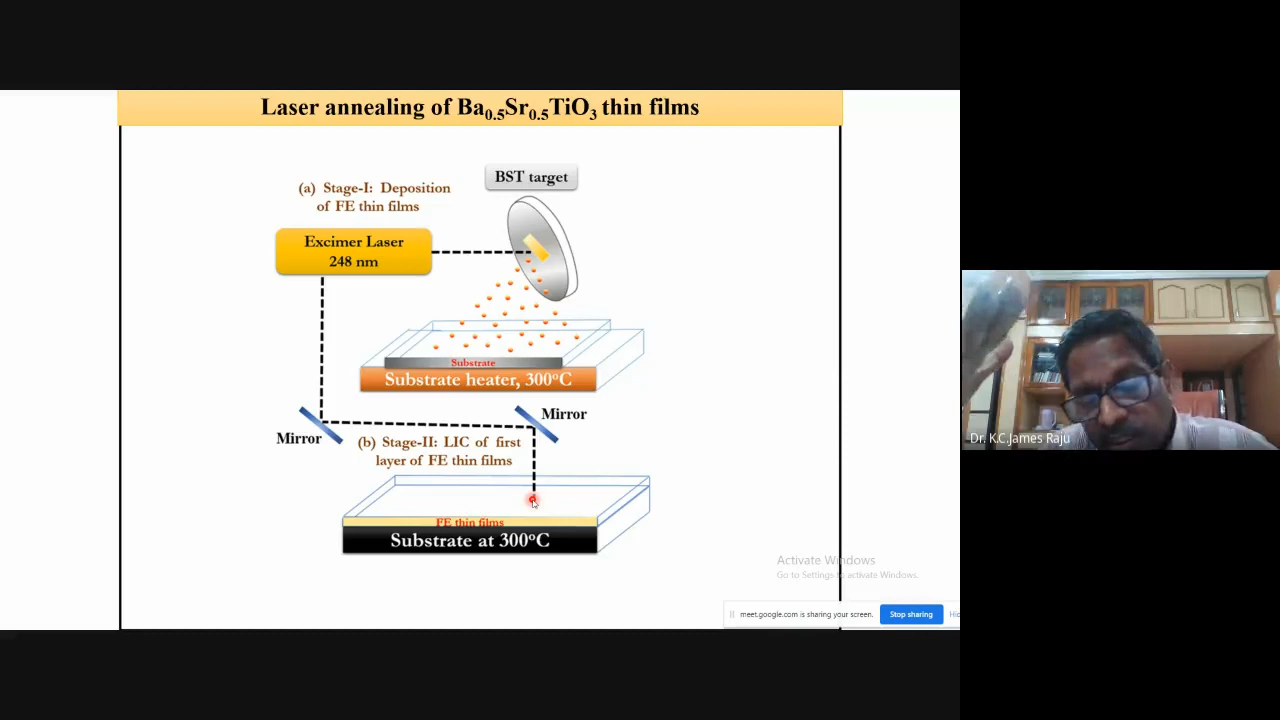 Laser annealing of Ba0.5Sr0.5TiO3 thin films
BST target
(a) Stage-I: Deposition
of FE thin films
Excimer Laser
248 nm
Substrate
Substrate heater, 300°C
Mirror
Mirror
(b) Stage-II: LIC of first
layer of FE thin films
FE thin films
Substrate at 300°C
Dr. K.C.James Raju
Activate Windows
Go to Settings to activate Windows.
meet.google.com is sharing your screen.
Stop sharing